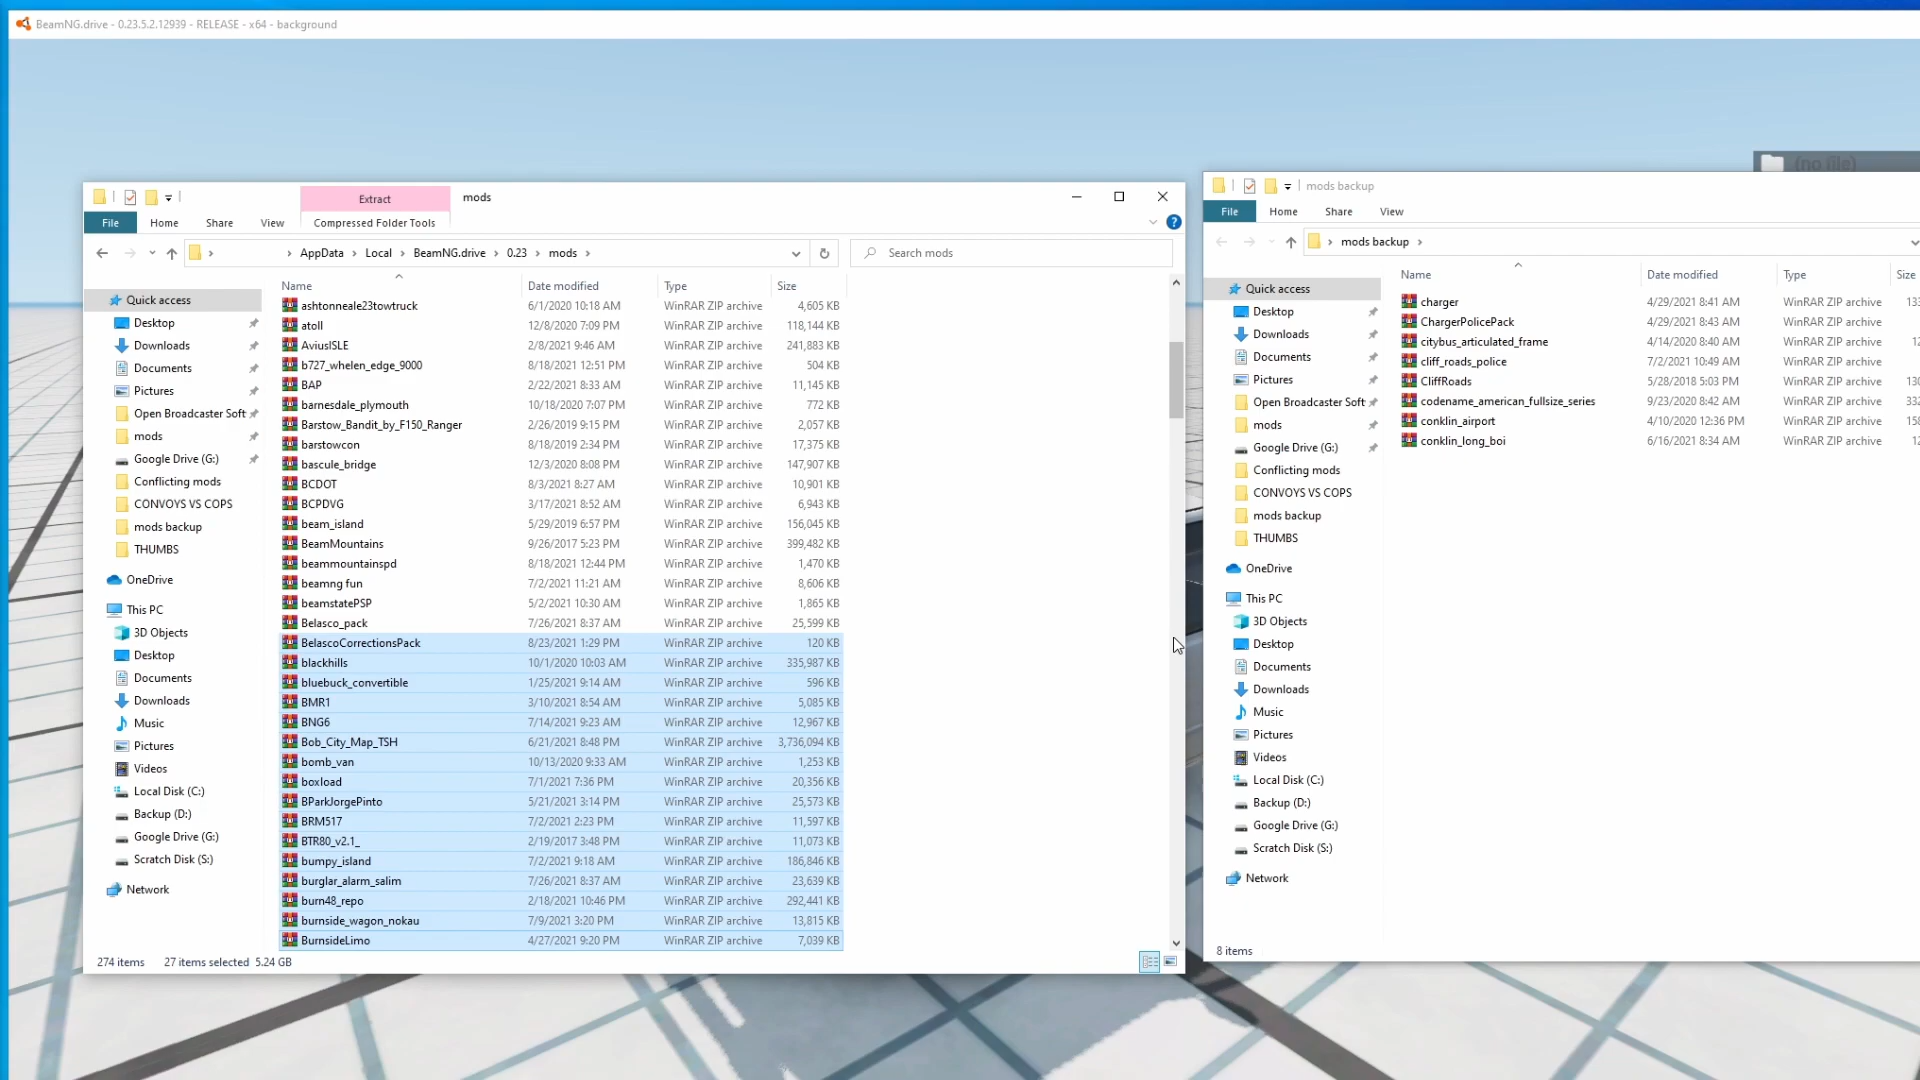 BeamNG.drive - 0.23.5.2.12939 - RELEASE - x64 - background
(no file)
Extract
mods
File
Home
Share
View
Compressed Folder Tools
AppData › Local › BeamNG.drive › 0.23 › mods ›
Search mods
Name
Date modified
Type
Size
Quick access
Desktop
Downloads
Documents
Pictures
Open Broadcaster Soft
mods
Google Drive (G:)
Conflicting mods
CONVOYS VS COPS
mods backup
THUMBS
OneDrive
This PC
3D Objects
Desktop
Documents
Downloads
Music
Pictures
Videos
Local Disk (C:)
Backup (D:)
Google Drive (G:)
Scratch Disk (S:)
Network
ashtonneale23towtruck 6/1/2020 10:18 AM WinRAR ZIP archive 4,605 KB
atoll 12/8/2020 7:09 PM WinRAR ZIP archive 118,144 KB
AviusISLE 2/8/2021 9:46 AM WinRAR ZIP archive 241,883 KB
b727_whelen_edge_9000 8/18/2021 12:51 PM WinRAR ZIP archive 504 KB
BAP 2/22/2021 8:33 AM WinRAR ZIP archive 11,145 KB
barnesdale_plymouth 10/18/2020 7:07 PM WinRAR ZIP archive 772 KB
Barstow_Bandit_by_F150_Ranger 2/26/2019 9:15 PM WinRAR ZIP archive 2,057 KB
barstowcon 8/18/2019 2:34 PM WinRAR ZIP archive 17,375 KB
bascule_bridge 12/3/2020 8:08 PM WinRAR ZIP archive 147,907 KB
BCDOT 8/3/2021 8:27 AM WinRAR ZIP archive 10,901 KB
BCPDVG 3/17/2021 8:52 AM WinRAR ZIP archive 6,943 KB
beam_island 5/29/2019 6:57 PM WinRAR ZIP archive 156,045 KB
BeamMountains 9/26/2017 5:23 PM WinRAR ZIP archive 399,482 KB
beammountainspd 8/18/2021 12:44 PM WinRAR ZIP archive 1,470 KB
beamng fun 7/2/2021 11:21 AM WinRAR ZIP archive 8,606 KB
beamstatePSP 5/2/2021 10:30 AM WinRAR ZIP archive 1,865 KB
Belasco_pack 7/26/2021 8:37 AM WinRAR ZIP archive 25,599 KB
BelascoCorrectionsPack 8/23/2021 1:29 PM WinRAR ZIP archive 120 KB
blackhills 10/1/2020 10:03 AM WinRAR ZIP archive 335,987 KB
bluebuck_convertible 1/25/2021 9:14 AM WinRAR ZIP archive 596 KB
BMR1 3/10/2021 8:54 AM WinRAR ZIP archive 5,085 KB
BNG6 7/14/2021 9:23 AM WinRAR ZIP archive 12,967 KB
Bob_City_Map_TSH 6/21/2021 8:48 PM WinRAR ZIP archive 3,736,094 KB
bomb_van 10/13/2020 9:33 AM WinRAR ZIP archive 1,253 KB
boxload 7/1/2021 7:36 PM WinRAR ZIP archive 20,356 KB
BParkJorgePinto 5/21/2021 3:14 PM WinRAR ZIP archive 25,573 KB
BRM517 7/2/2021 2:23 PM WinRAR ZIP archive 11,597 KB
BTR80_v2.1_ 2/19/2017 3:48 PM WinRAR ZIP archive 11,073 KB
bumpy_island 7/2/2021 9:18 AM WinRAR ZIP archive 186,846 KB
burglar_alarm_salim 7/26/2021 8:37 AM WinRAR ZIP archive 23,639 KB
burn48_repo 2/18/2021 10:46 PM WinRAR ZIP archive 292,441 KB
burnside_wagon_nokau 7/9/2021 3:20 PM WinRAR ZIP archive 13,815 KB
BurnsideLimo 4/27/2021 9:20 PM WinRAR ZIP archive 7,039 KB
274 items 27 items selected 5.24 GB
mods backup
File
Home
Share
View
mods backup ›
Name
Date modified
Type
Size
Quick access
Desktop
Downloads
Documents
Pictures
Open Broadcaster Soft
mods
Google Drive (G:)
Conflicting mods
CONVOYS VS COPS
mods backup
THUMBS
OneDrive
This PC
3D Objects
Desktop
Documents
Downloads
Music
Pictures
Videos
Local Disk (C:)
Backup (D:)
Google Drive (G:)
Scratch Disk (S:)
Network
charger 4/29/2021 8:41 AM WinRAR ZIP archive
ChargerPolicePack 4/29/2021 8:43 AM WinRAR ZIP archive
citybus_articulated_frame 4/14/2020 8:40 AM WinRAR ZIP archive
cliff_roads_police 7/2/2021 10:49 AM WinRAR ZIP archive
CliffRoads 5/28/2018 5:03 PM WinRAR ZIP archive
codename_american_fullsize_series 9/23/2020 8:42 AM WinRAR ZIP archive
conklin_airport 4/10/2020 12:36 PM WinRAR ZIP archive
conklin_long_boi 6/16/2021 8:34 AM WinRAR ZIP archive
8 items